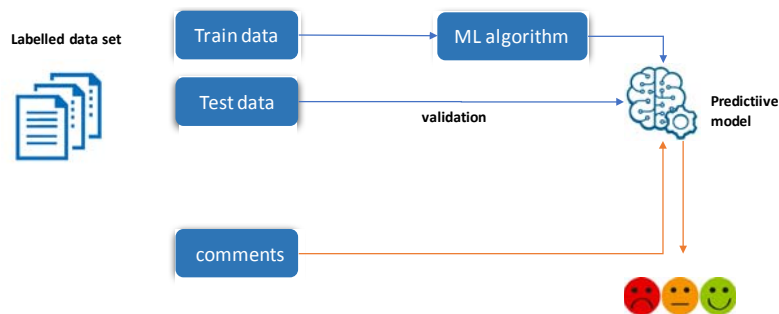 Labelled data set
Train data
ML algorithm
Test data
validation
Predictiive
model
comments